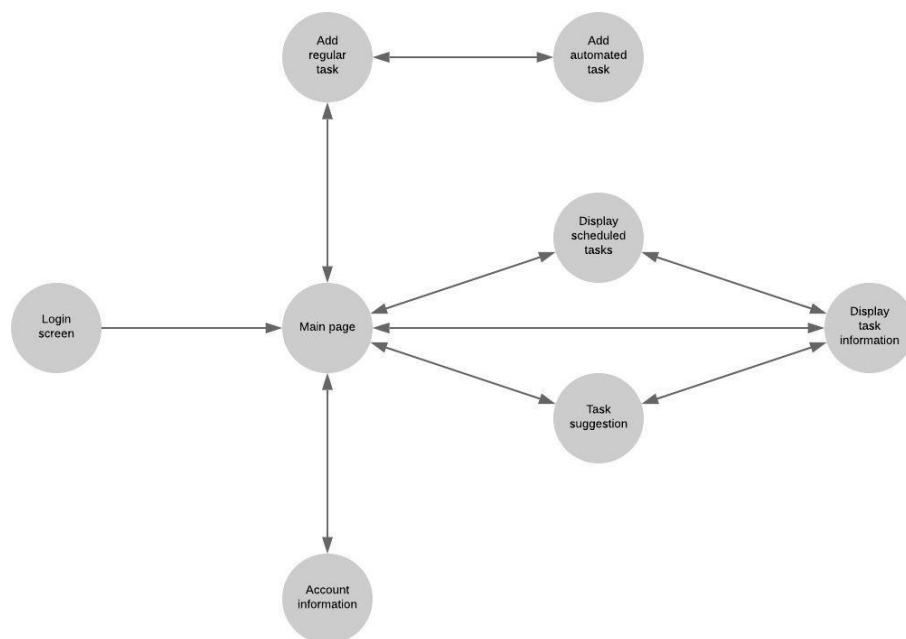 Add
regular
task
Add
automated
task
Display
scheduled
tasks
Login
screen
Main page
Display
task
information
Task
suggestion
Account
information